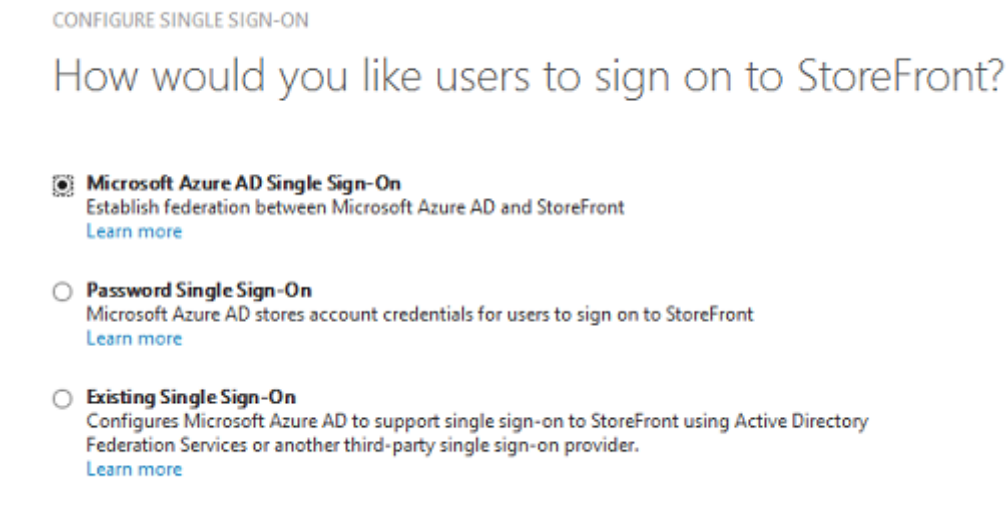 CONFIGURE SINGLE SIGN-ON
How would you like users to sign on to StoreFront?
Microsoft Azure AD Single Sign-On
Establish federation between Microsoft Azure AD and StoreFront
Learn more
Password Single Sign-On
Microsoft Azure AD stores account credentials for users to sign on to StoreFront
Learn more
Existing Single Sign-On
Configures Microsoft Azure AD to support single sign-on to StoreFront using Active Directory
Federation Services or another third-party single sign-on provider.
Learn more